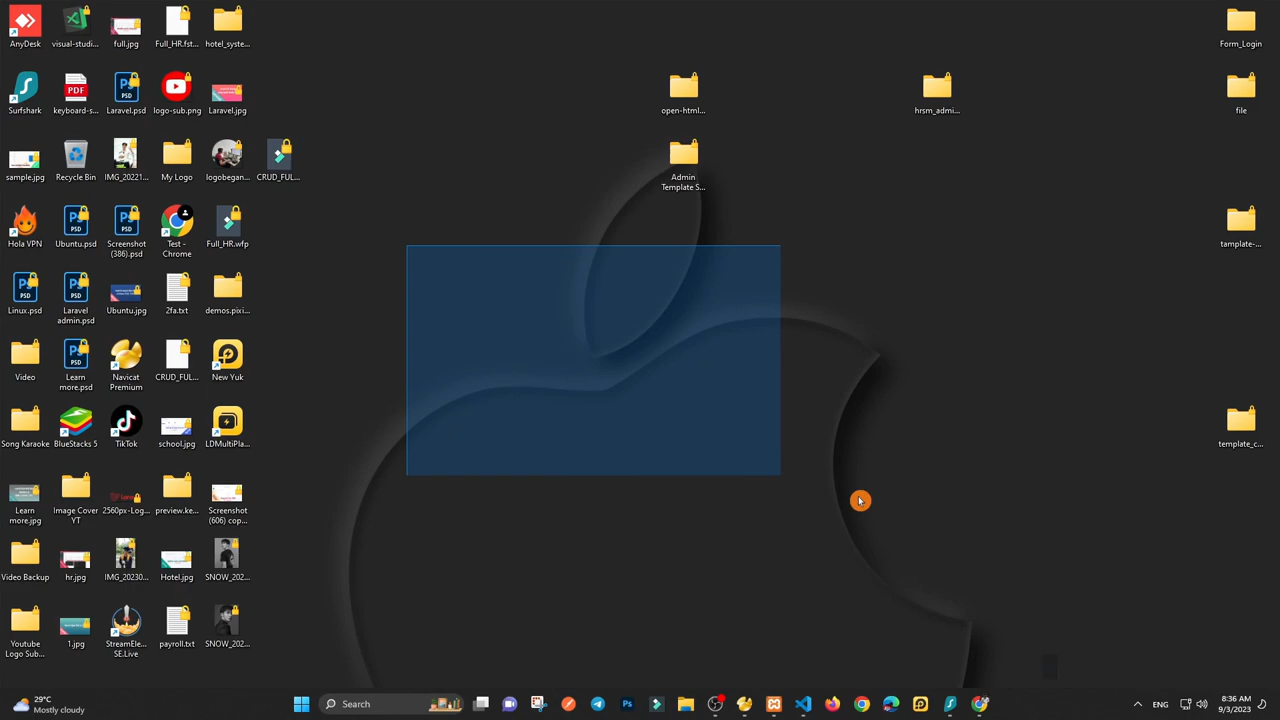 AnyDesk
visual-studi...
full.jpg
Full_HR.fst...
hotel_syste...
Form_Login
Surfshark
keyboard-s...
Laravel.psd
logo-sub.png
Laravel.jpg
open-html...
hrsm_admi...
file
sample.jpg
Recycle Bin
IMG_20221...
My Logo
logobegan...
CRUD_FUL...
Admin
Template S...
Hola VPN
Ubuntu.psd
Screenshot
(386).psd
Test -
Chrome
Full_HR.wfp
tamplate-...
Linux.psd
Laravel
admin.psd
Ubuntu.jpg
2fa.txt
demos.pixi...
Video
Learn
more.psd
Navicat
Premium
CRUD_FUL...
New Yuk
Song Karaoke
BlueStacks 5
TikTok
school.jpg
LDMultiPla...
template_c...
Learn
more.jpg
Image Cover
YT
2560px-Log...
preview.ke...
Screenshot
(606) cop...
Video Backup
hr.jpg
IMG_20230...
Hotel.jpg
SNOW_202...
Youtube
Logo Sub...
1.jpg
StreamEle...
SE.Live
payroll.txt
SNOW_202...
29°C
Mostly cloudy
Search
ENG
8:36 AM
9/3/2023